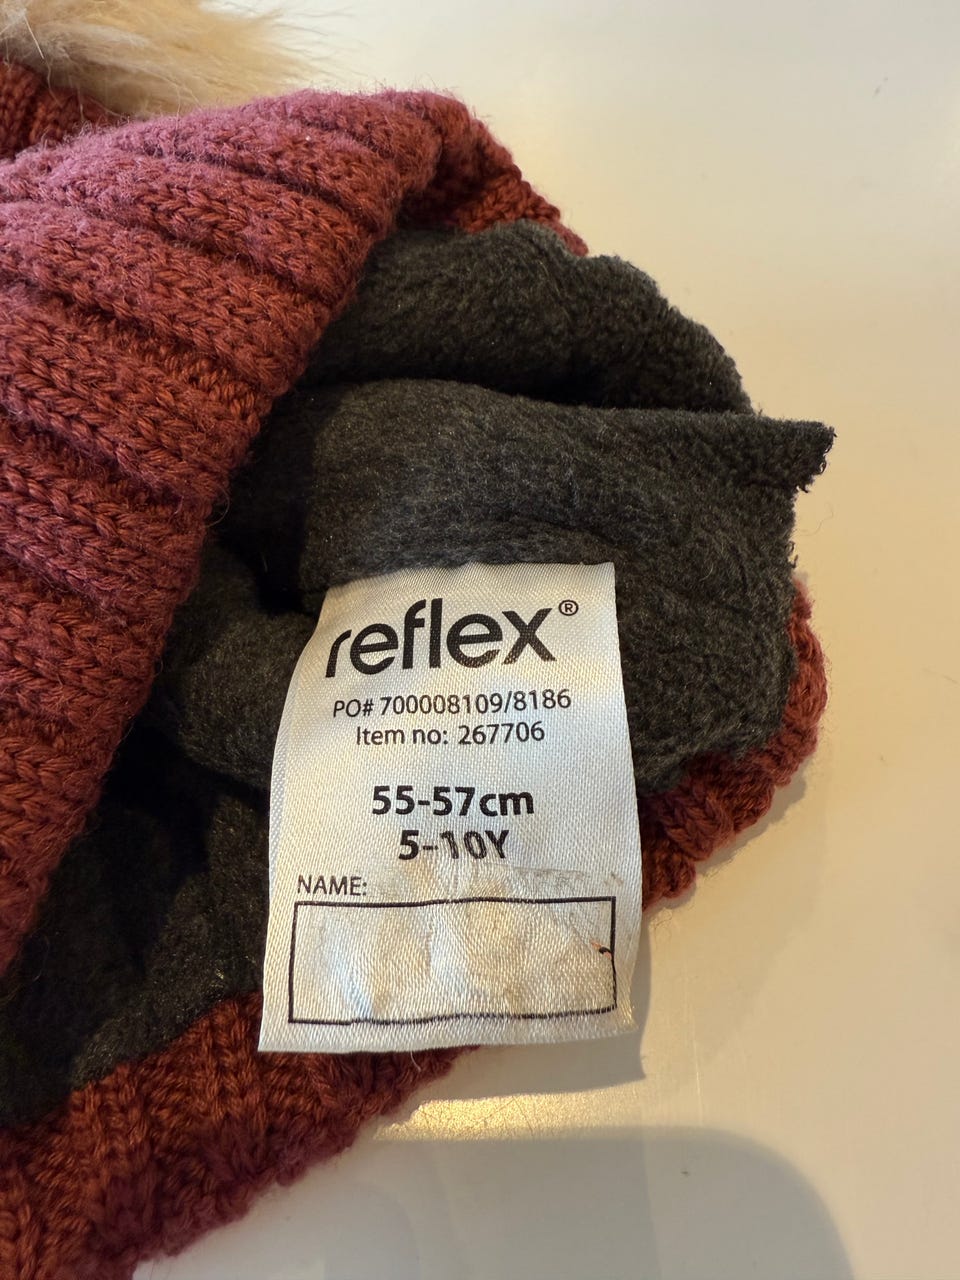 reflex®
PO# 700008109/8186
Item no: 267706
55-57cm
5-10Y
NAME: